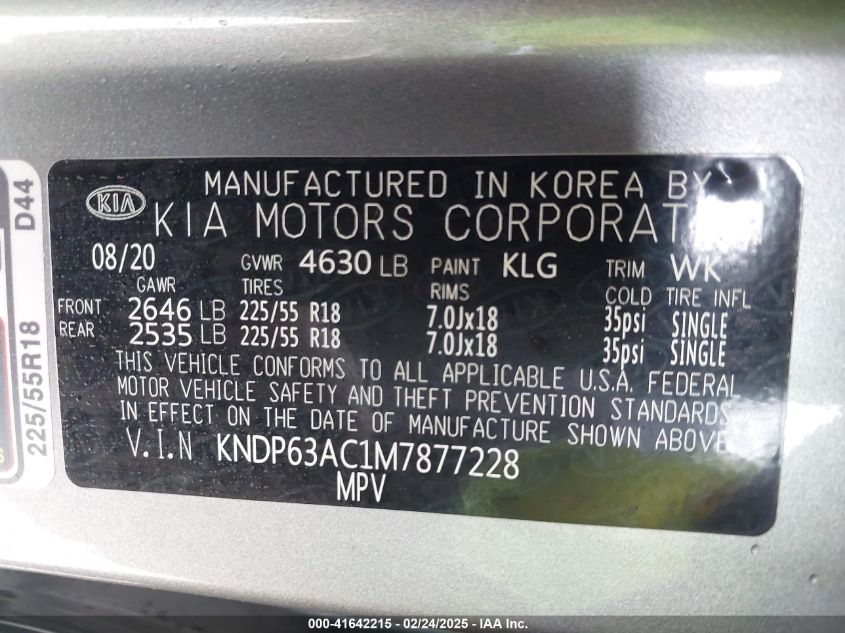 MANUFACTURED IN KOREA BY
KIA KIA MOTORS CORPORAT
08/20 GVWR 4630 LB PAINT KLG TRIM WK
GAWR TIRES RIMS COLD TIRE INFL
FRONT 2646 LB 225/55 R18 7.0Jx18 35psi SINGLE
REAR 2535 LB 225/55 R18 7.0Jx18 35psi SINGLE
THIS VEHICLE CONFORMS TO ALL APPLICABLE U.S.A. FEDERAL
MOTOR VEHICLE SAFETY AND THEFT PREVENTION STANDARDS
IN EFFECT ON THE DATE OF MANUFACTURE SHOWN ABOVE.
V.I.N KNDP63AC1M7877228
MPV
225/55R18 D44
000-41642215 - 02/24/2025 - IAA Inc.